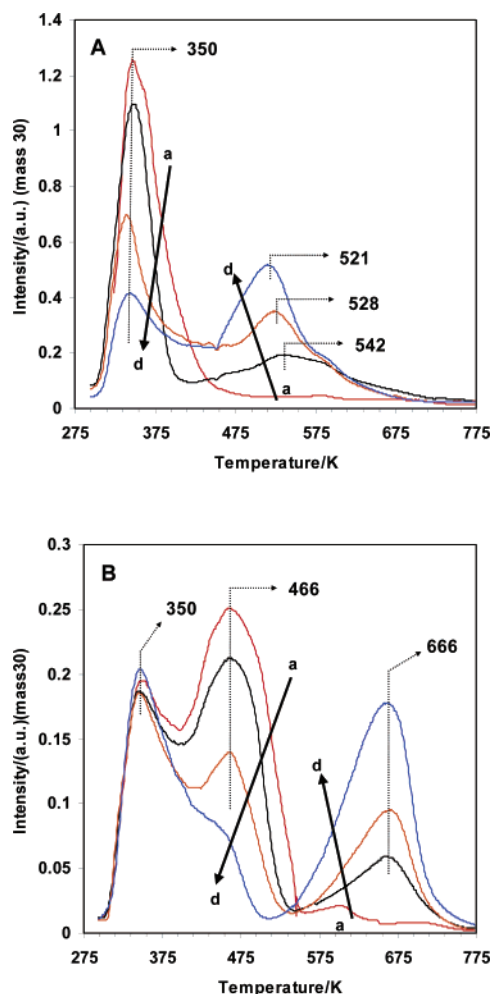 A
350
1.4
1.2
1
0.8
0.6
0.4
0.2
0
Intensity/(a.u.) (mass 30)
a
d
d
a
521
528
542
275 375 475 575 675 775
Temperature/K
B
350
466
666
0.3
0.25
0.2
0.15
0.1
0.05
0
Intensity/(a.u.)(mass30)
a
d
d
a
275 375 475 575 675 775
Temperature/K